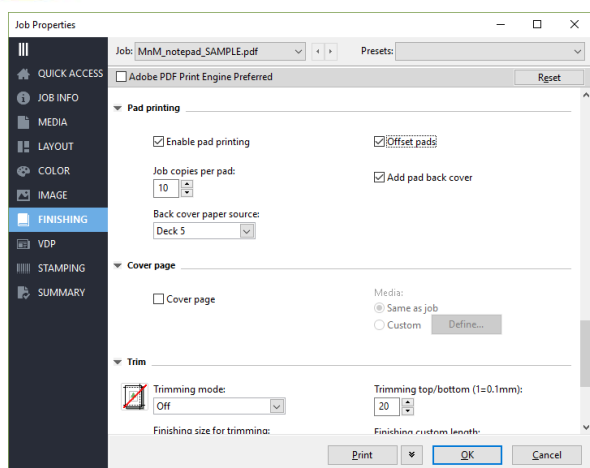 Job Properties
Job: MnM_notepad_SAMPLE.pdf
Presets:
QUICK ACCESS
JOB INFO
MEDIA
LAYOUT
COLOR
IMAGE
FINISHING
VDP
STAMPING
SUMMARY
Adobe PDF Print Engine Preferred
Reset
Pad printing
Enable pad printing
Offset pads
Job copies per pad:
10
Add pad back cover
Back cover paper source:
Deck 5
Cover page
Cover page
Media:
Same as job
Custom
Define...
Trim
Trimming mode:
Off
Trimming top/bottom (1=0.1mm):
20
Finishing size for trimming:
Finishing custom length:
Print
OK
Cancel